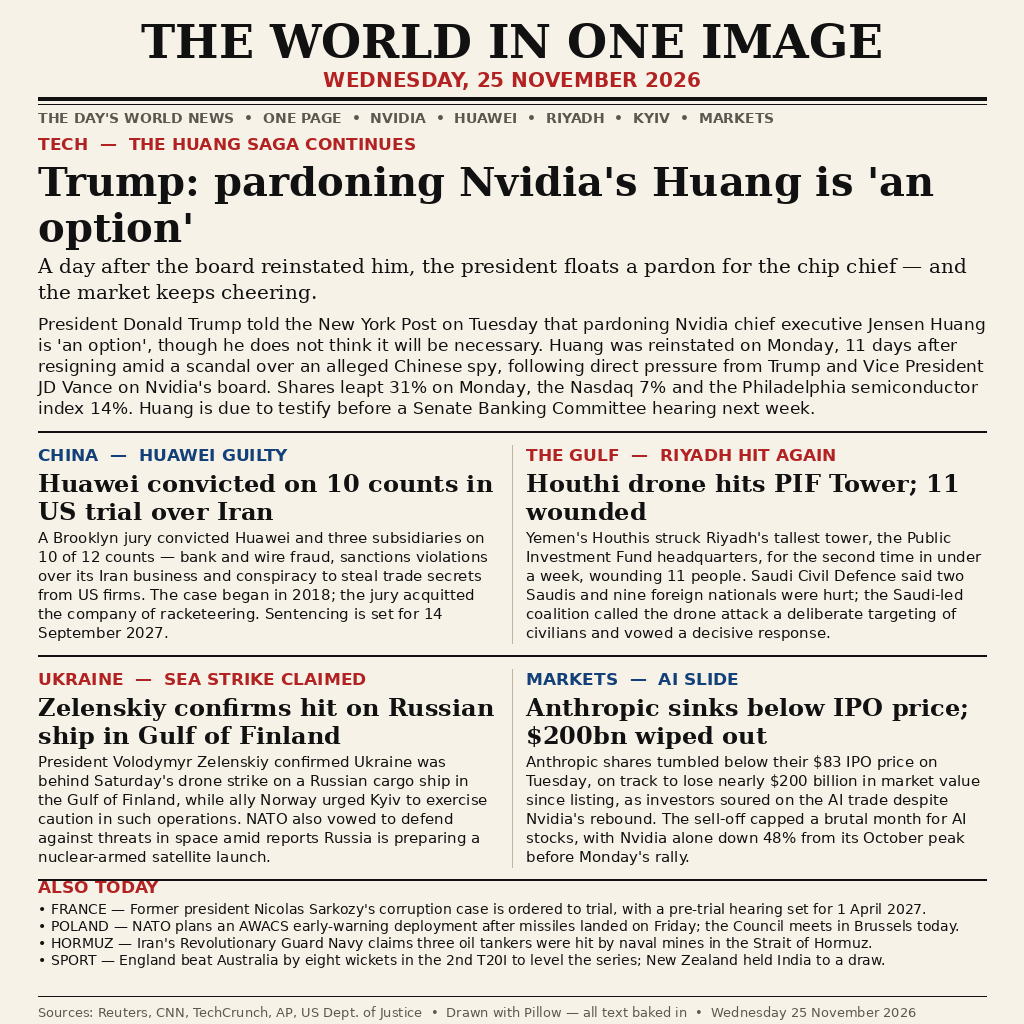 THE WORLD IN ONE IMAGE
WEDNESDAY, 25 NOVEMBER 2026
THE DAY'S WORLD NEWS • ONE PAGE • NVIDIA • HUAWEI • RIYADH • KYIV • MARKETS
TECH — THE HUANG SAGA CONTINUES
Trump: pardoning Nvidia's Huang is 'an
option'
A day after the board reinstated him, the president floats a pardon for the chip chief — and
the market keeps cheering.
President Donald Trump told the New York Post on Tuesday that pardoning Nvidia chief executive Jensen Huang
is 'an option', though he does not think it will be necessary. Huang was reinstated on Monday, 11 days after
resigning amid a scandal over an alleged Chinese spy, following direct pressure from Trump and Vice President
JD Vance on Nvidia's board. Shares leapt 31% on Monday, the Nasdaq 7% and the Philadelphia semiconductor
index 14%. Huang is due to testify before a Senate Banking Committee hearing next week.
CHINA — HUAWEI GUILTY
Huawei convicted on 10 counts in
US trial over Iran
A Brooklyn jury convicted Huawei and three subsidiaries on
10 of 12 counts — bank and wire fraud, sanctions violations
over its Iran business and conspiracy to steal trade secrets
from US firms. The case began in 2018; the jury acquitted
the company of racketeering. Sentencing is set for 14
September 2027.
THE GULF — RIYADH HIT AGAIN
Houthi drone hits PIF Tower; 11
wounded
Yemen's Houthis struck Riyadh's tallest tower, the Public
Investment Fund headquarters, for the second time in under
a week, wounding 11 people. Saudi Civil Defence said two
Saudis and nine foreign nationals were hurt; the Saudi-led
coalition called the drone attack a deliberate targeting of
civilians and vowed a decisive response.
UKRAINE — SEA STRIKE CLAIMED
Zelenskiy confirms hit on Russian
ship in Gulf of Finland
President Volodymyr Zelenskiy confirmed Ukraine was
behind Saturday's drone strike on a Russian cargo ship in
the Gulf of Finland, while ally Norway urged Kyiv to exercise
caution in such operations. NATO also vowed to defend
against threats in space amid reports Russia is preparing a
nuclear-armed satellite launch.
MARKETS — AI SLIDE
Anthropic sinks below IPO price;
$200bn wiped out
Anthropic shares tumbled below their $83 IPO price on
Tuesday, on track to lose nearly $200 billion in market value
since listing, as investors soured on the AI trade despite
Nvidia's rebound. The sell-off capped a brutal month for AI
stocks, with Nvidia alone down 48% from its October peak
before Monday's rally.
ALSO TODAY
• FRANCE — Former president Nicolas Sarkozy's corruption case is ordered to trial, with a pre-trial hearing set for 1 April 2027.
• POLAND — NATO plans an AWACS early-warning deployment after missiles landed on Friday; the Council meets in Brussels today.
• HORMUZ — Iran's Revolutionary Guard Navy claims three oil tankers were hit by naval mines in the Strait of Hormuz.
• SPORT — England beat Australia by eight wickets in the 2nd T20I to level the series; New Zealand held India to a draw.
Sources: Reuters, CNN, TechCrunch, AP, US Dept. of Justice • Drawn with Pillow — all text baked in • Wednesday 25 November 2026